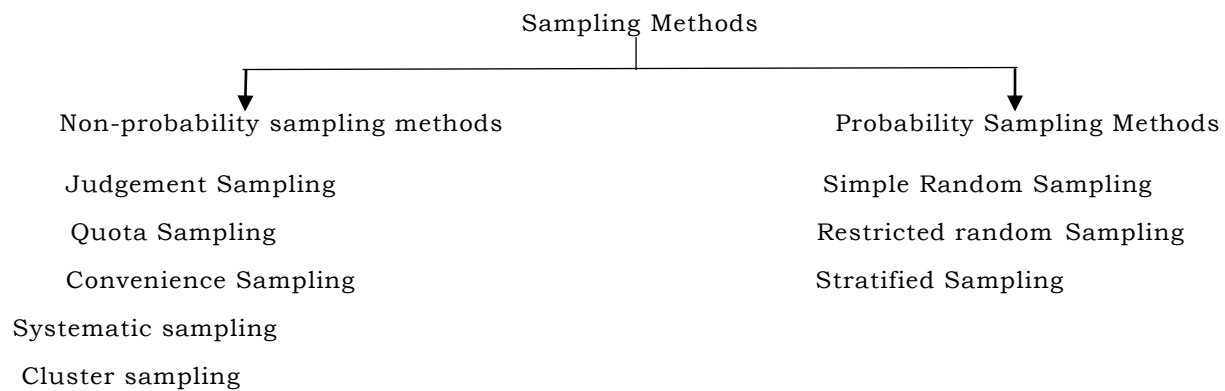 Sampling Methods
Non-probability sampling methods
Probability Sampling Methods
Judgement Sampling
Simple Random Sampling
Quota Sampling
Restricted random Sampling
Convenience Sampling
Stratified Sampling
Systematic sampling
Cluster sampling